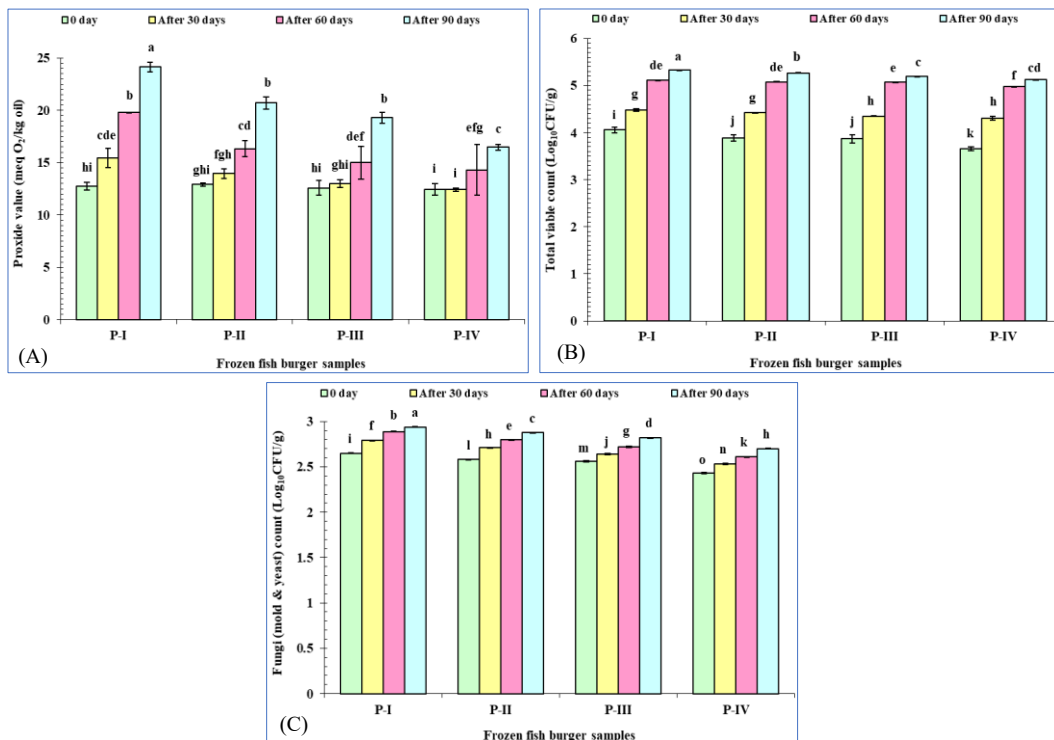 0 day After 30 days After 60 days After 90 days
Proxide value (meq O2/kg oil)
25
20
15
10
5
0
hi cde b a
ghi fgh cd b
hi ghi def b
i i efg c
P-I P-II P-III P-IV
(A)
Frozen fish burger samples
0 day After 30 days After 60 days After 90 days
Total viable count (Log10CFU/g)
6
5
4
3
2
1
0
i g de a
j g de b
j h e c
k h f cd
P-I P-II P-III P-IV
(B)
Frozen fish burger samples
0 day After 30 days After 60 days After 90 days
Fungi (mold & yeast) count (Log10CFU/g)
3
2.5
2
1.5
1
0.5
0
i f b a
l h e c
m j g d
o n k h
P-I P-II P-III P-IV
(C)
Frozen fish burger samples